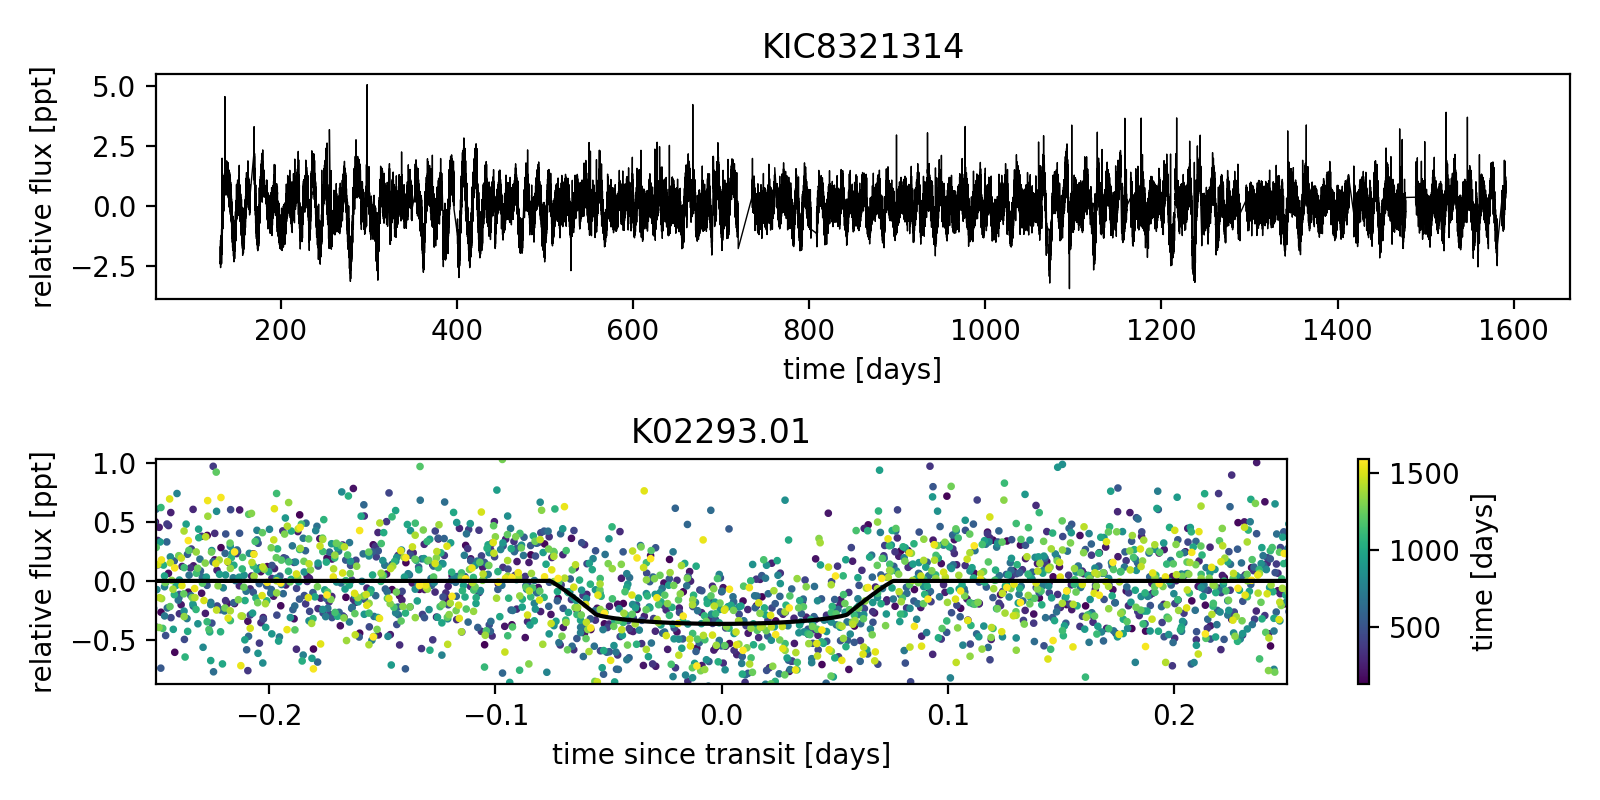 KIC8321314
relative flux [ppt]
5.0
2.5
0.0
−2.5
200 400 600 800 1000 1200 1400 1600
time [days]
K02293.01
relative flux [ppt]
1.0
0.5
0.0
−0.5
−0.2 −0.1 0.0 0.1 0.2
time since transit [days]
1500
1000
500
time [days]